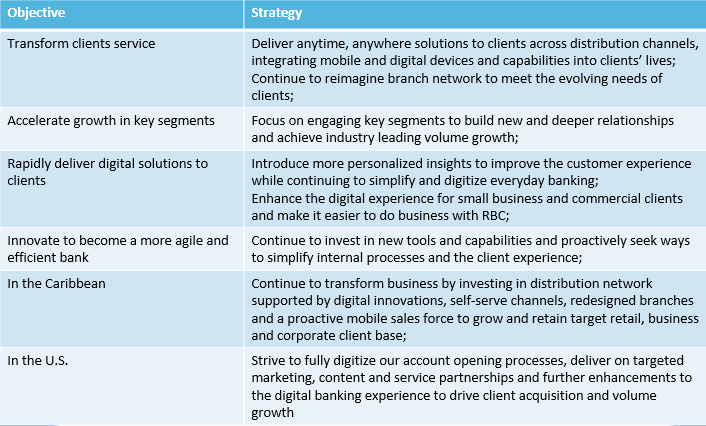 Objective
Strategy
Transform clients service
Deliver anytime, anywhere solutions to clients across distribution channels,
integrating mobile and digital devices and capabilities into clients’ lives;
Continue to reimagine branch network to meet the evolving needs of
clients;
Accelerate growth in key segments
Focus on engaging key segments to build new and deeper relationships
and achieve industry leading volume growth;
Rapidly deliver digital solutions to
clients
Introduce more personalized insights to improve the customer experience
while continuing to simplify and digitize everyday banking;
Enhance the digital experience for small business and commercial clients
and make it easier to do business with RBC;
Innovate to become a more agile and
efficient bank
Continue to invest in new tools and capabilities and proactively seek ways
to simplify internal processes and the client experience;
In the Caribbean
Continue to transform business by investing in distribution network
supported by digital innovations, self-serve channels, redesigned branches
and a proactive mobile sales force to grow and retain target retail, business
and corporate client base;
In the U.S.
Strive to fully digitize our account opening processes, deliver on targeted
marketing, content and service partnerships and further enhancements to
the digital banking experience to drive client acquisition and volume
growth